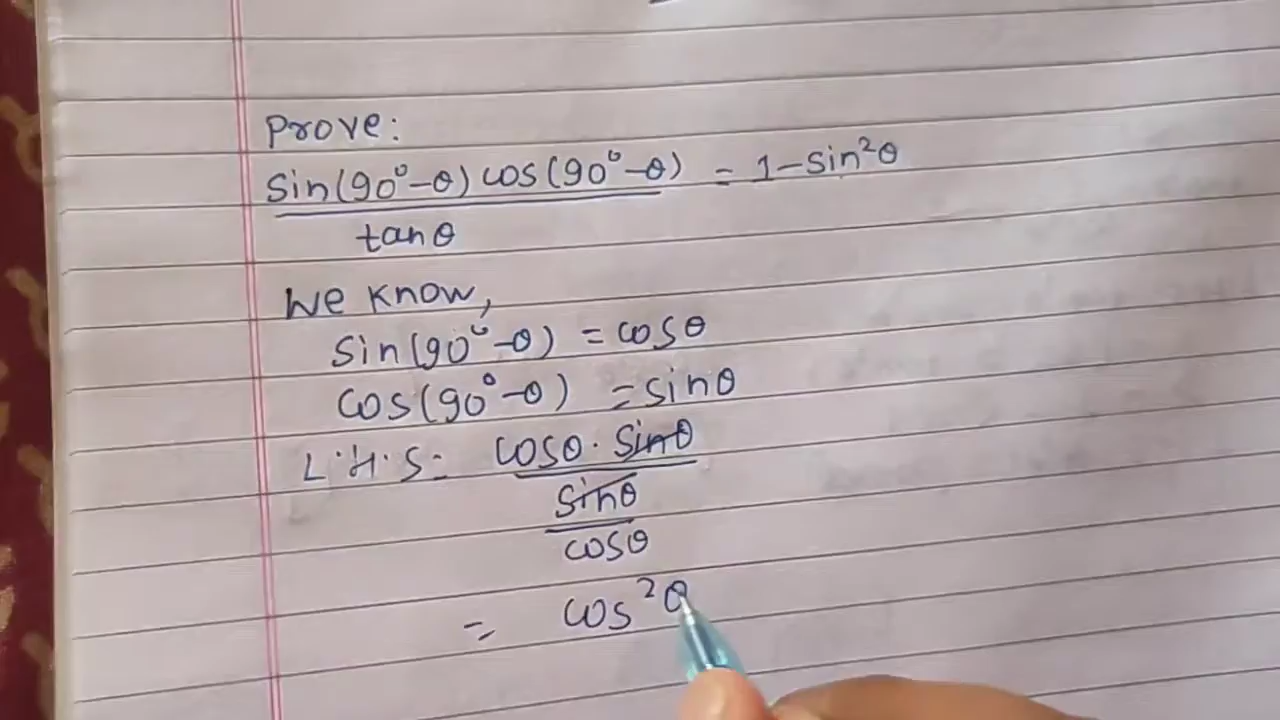 Prove:
sin(90°-θ) cos(90°-θ) = 1-sin²θ
tanθ
We know,
sin(90°-θ) = cosθ
cos(90°-θ) = sinθ
L.H.S = cosθ . sinθ
sinθ
cosθ
= cos²θ